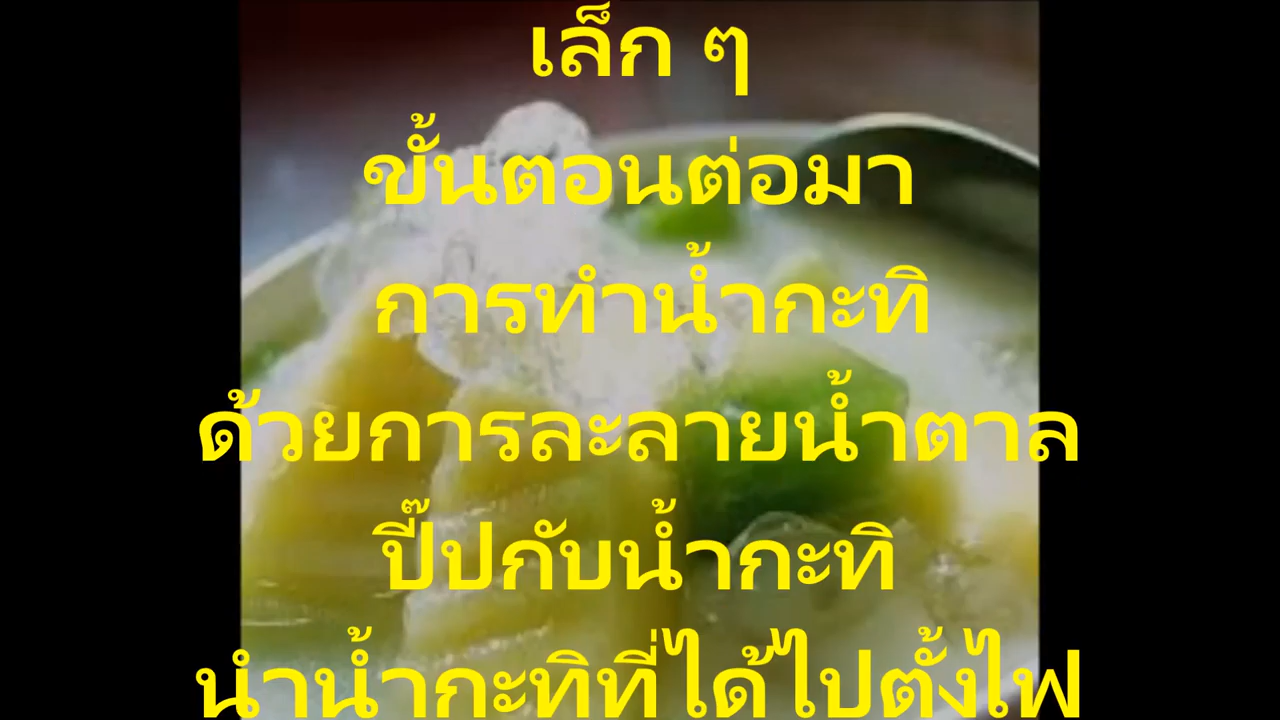 เล็ก ๆ
ขั้นตอนต่อมา
การทำน้ำกะทิ
ด้วยการละลายน้ำตาล
ปี๊ปกับน้ำกะทิ
นำน้ำกะทิที่ได้ไปตั้งไฟ